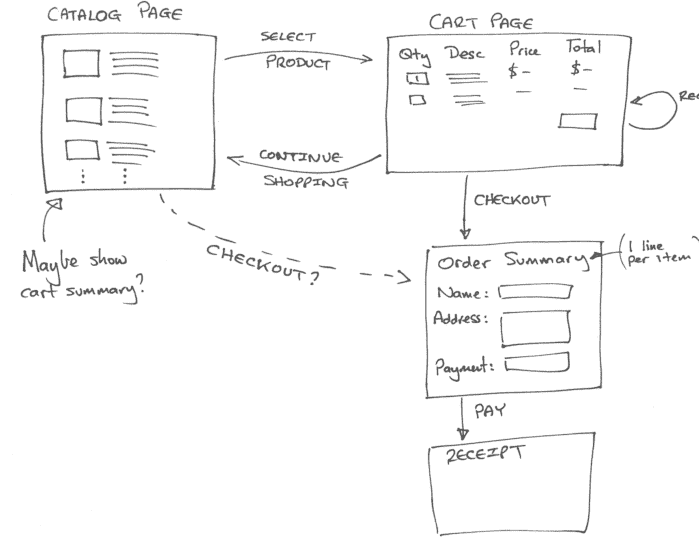 CATALOG PAGE
SELECT
PRODUCT
CART PAGE
Qty Desc Price Total
1 $- $-
-
-
CONTINUE
SHOPPING
CHECKOUT
Maybe show
cart summary?
CHECKOUT?
Order Summary
(1 line
per item)
Name:
Address:
Payment:
PAY
RECEIPT